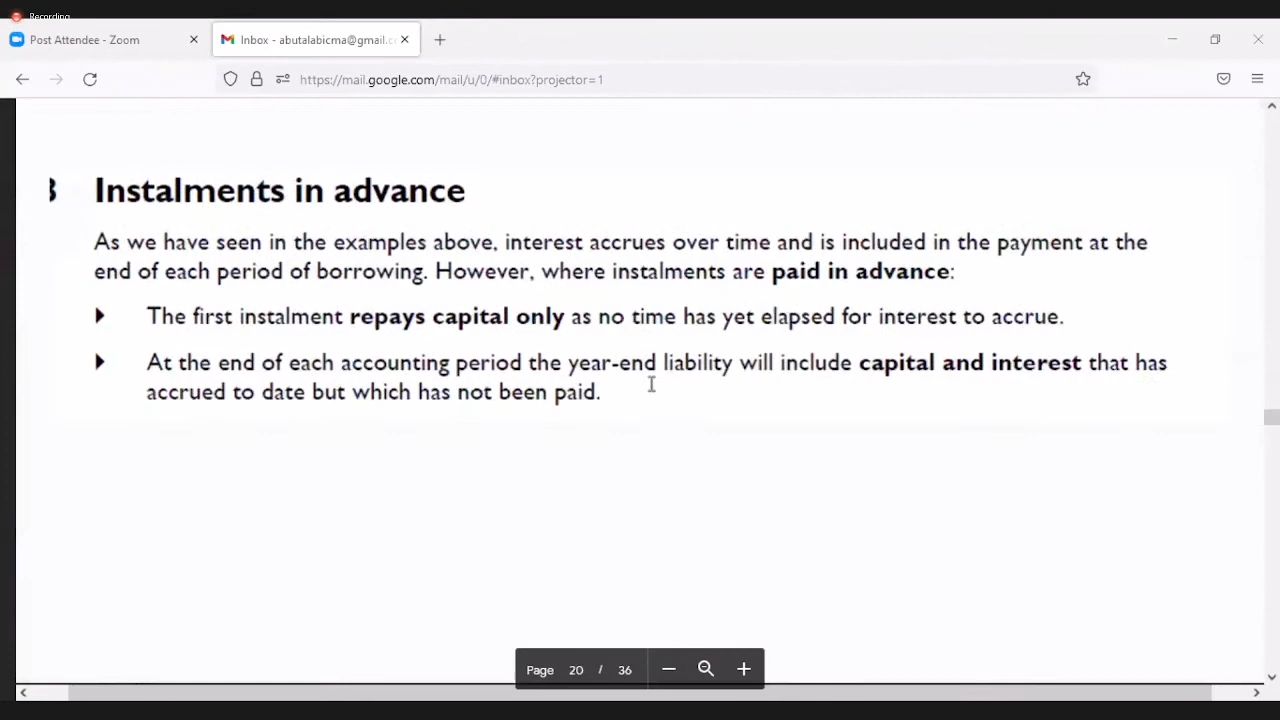 Recording
Post Attendee - Zoom
Inbox - abutalabicma@gmail.c
https://mail.google.com/mail/u/0/#inbox?projector=1
Instalments in advance
As we have seen in the examples above, interest accrues over time and is included in the payment at the
end of each period of borrowing. However, where instalments are paid in advance:
The first instalment repays capital only as no time has yet elapsed for interest to accrue.
At the end of each accounting period the year-end liability will include capital and interest that has
accrued to date but which has not been paid.
Page 20 / 36